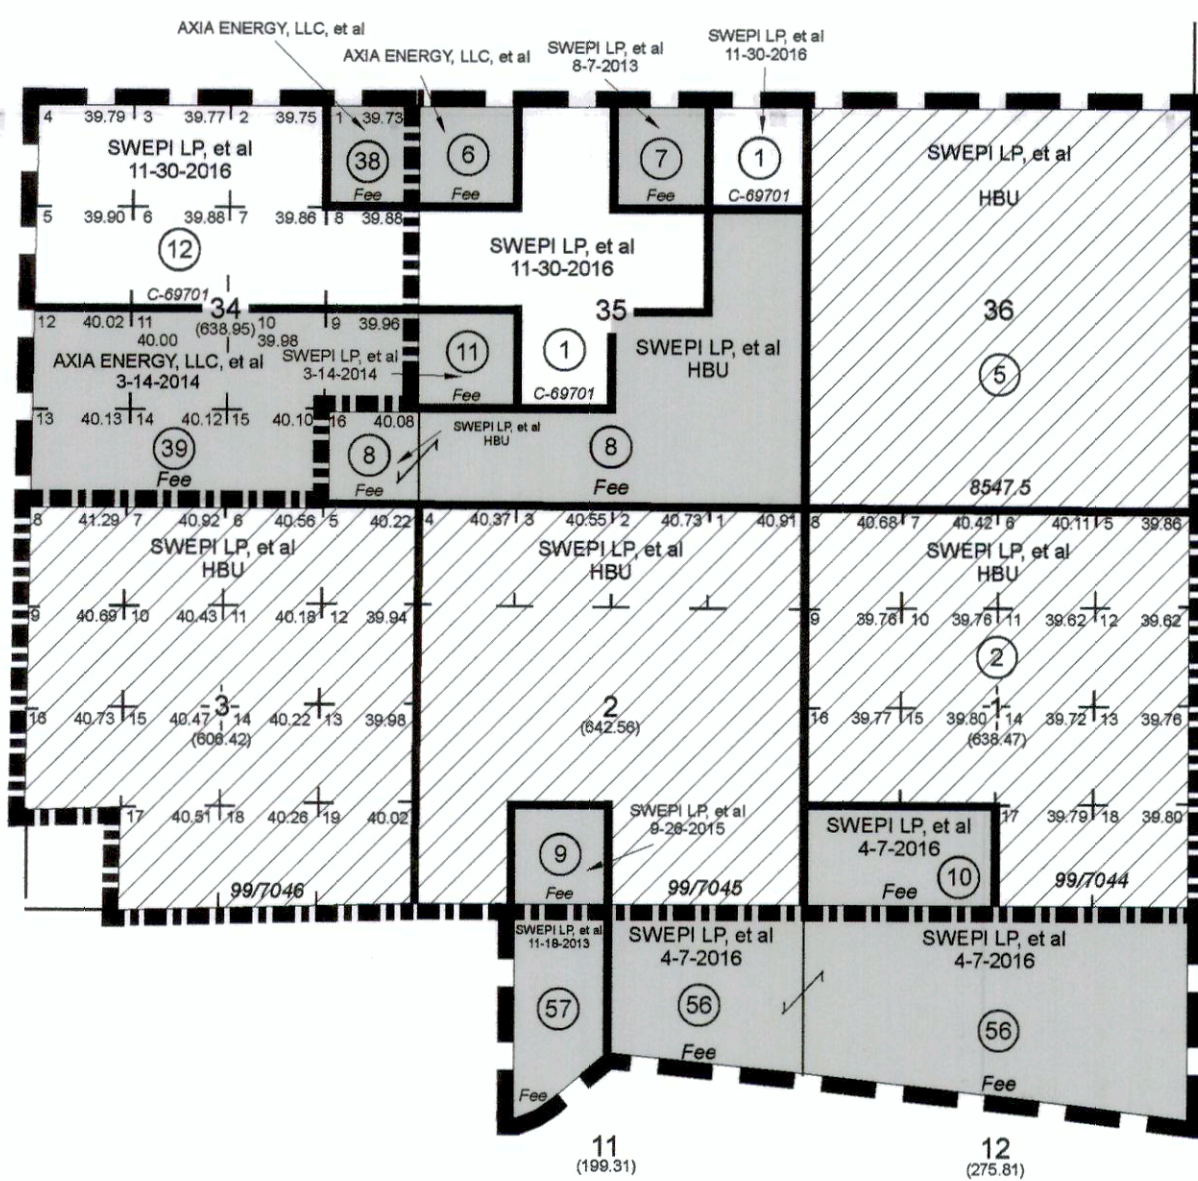 AXIA ENERGY, LLC, et al
AXIA ENERGY, LLC, et al
SWEPI LP, et al
8-7-2013
SWEPI LP, et al
11-30-2016
4 39.79 3 39.77 2 39.75 1 39.73
SWEPI LP, et al
11-30-2016
38
Fee
6
Fee
7
Fee
1
C-69701
SWEPI LP, et al
HBU
5 39.90 6 39.88 7 39.86 8 39.88
12
C-69701
SWEPI LP, et al
11-30-2016
34
(638.95)
35
36
5
8547.5
12 40.02 11 40.00 10 39.98 9 39.96
AXIA ENERGY, LLC, et al
3-14-2014
SWEPI LP, et al
3-14-2014
11
Fee
1
C-69701
SWEPI LP, et al
HBU
13 40.13 14 40.12 15 40.10 16 40.08
39
Fee
8
Fee
SWEPI LP, et al
HBU
8
Fee
8 41.29 7 40.92 6 40.56 5 40.22
4 40.37 3 40.55 2 40.73 1 40.91
8 40.68 7 40.42 6 40.11 5 39.86
SWEPI LP, et al
HBU
SWEPI LP, et al
HBU
SWEPI LP, et al
HBU
9 40.69 10 40.43 11 40.18 12 39.94
9 39.76 10 39.76 11 39.62 12 39.62
2
16 40.73 15 40.47 14 40.22 13 39.98
3
(606.42)
2
(642.56)
16 39.77 15 39.80 14 39.72 13 39.76
1
(638.47)
17 40.51 18 40.26 19 40.02
17 39.79 18 39.80
99/7046
SWEPI LP, et al
9-26-2015
9
Fee
99/7045
SWEPI LP, et al
4-7-2016
10
Fee
99/7044
SWEPI LP, et al
11-18-2013
57
Fee
SWEPI LP, et al
4-7-2016
56
Fee
SWEPI LP, et al
4-7-2016
56
Fee
11
(199.31)
12
(275.81)